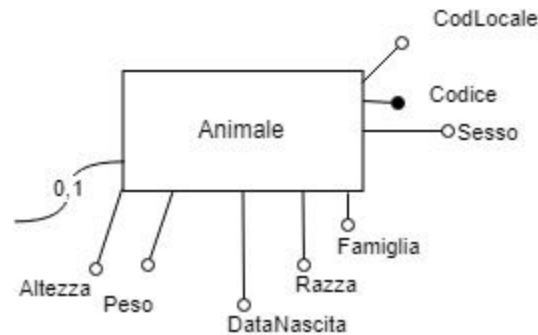 CodLocale
Codice
Animale
Sesso
0,1
Famiglia
Altezza
Razza
Peso
DataNascita